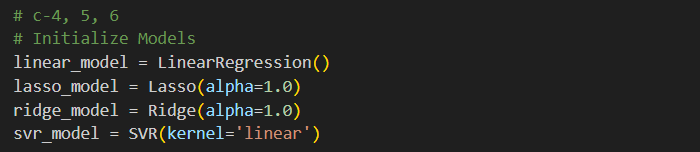 # c-4, 5, 6
# Initialize Models
linear_model = LinearRegression()
lasso_model = Lasso(alpha=1.0)
ridge_model = Ridge(alpha=1.0)
svr_model = SVR(kernel='linear')